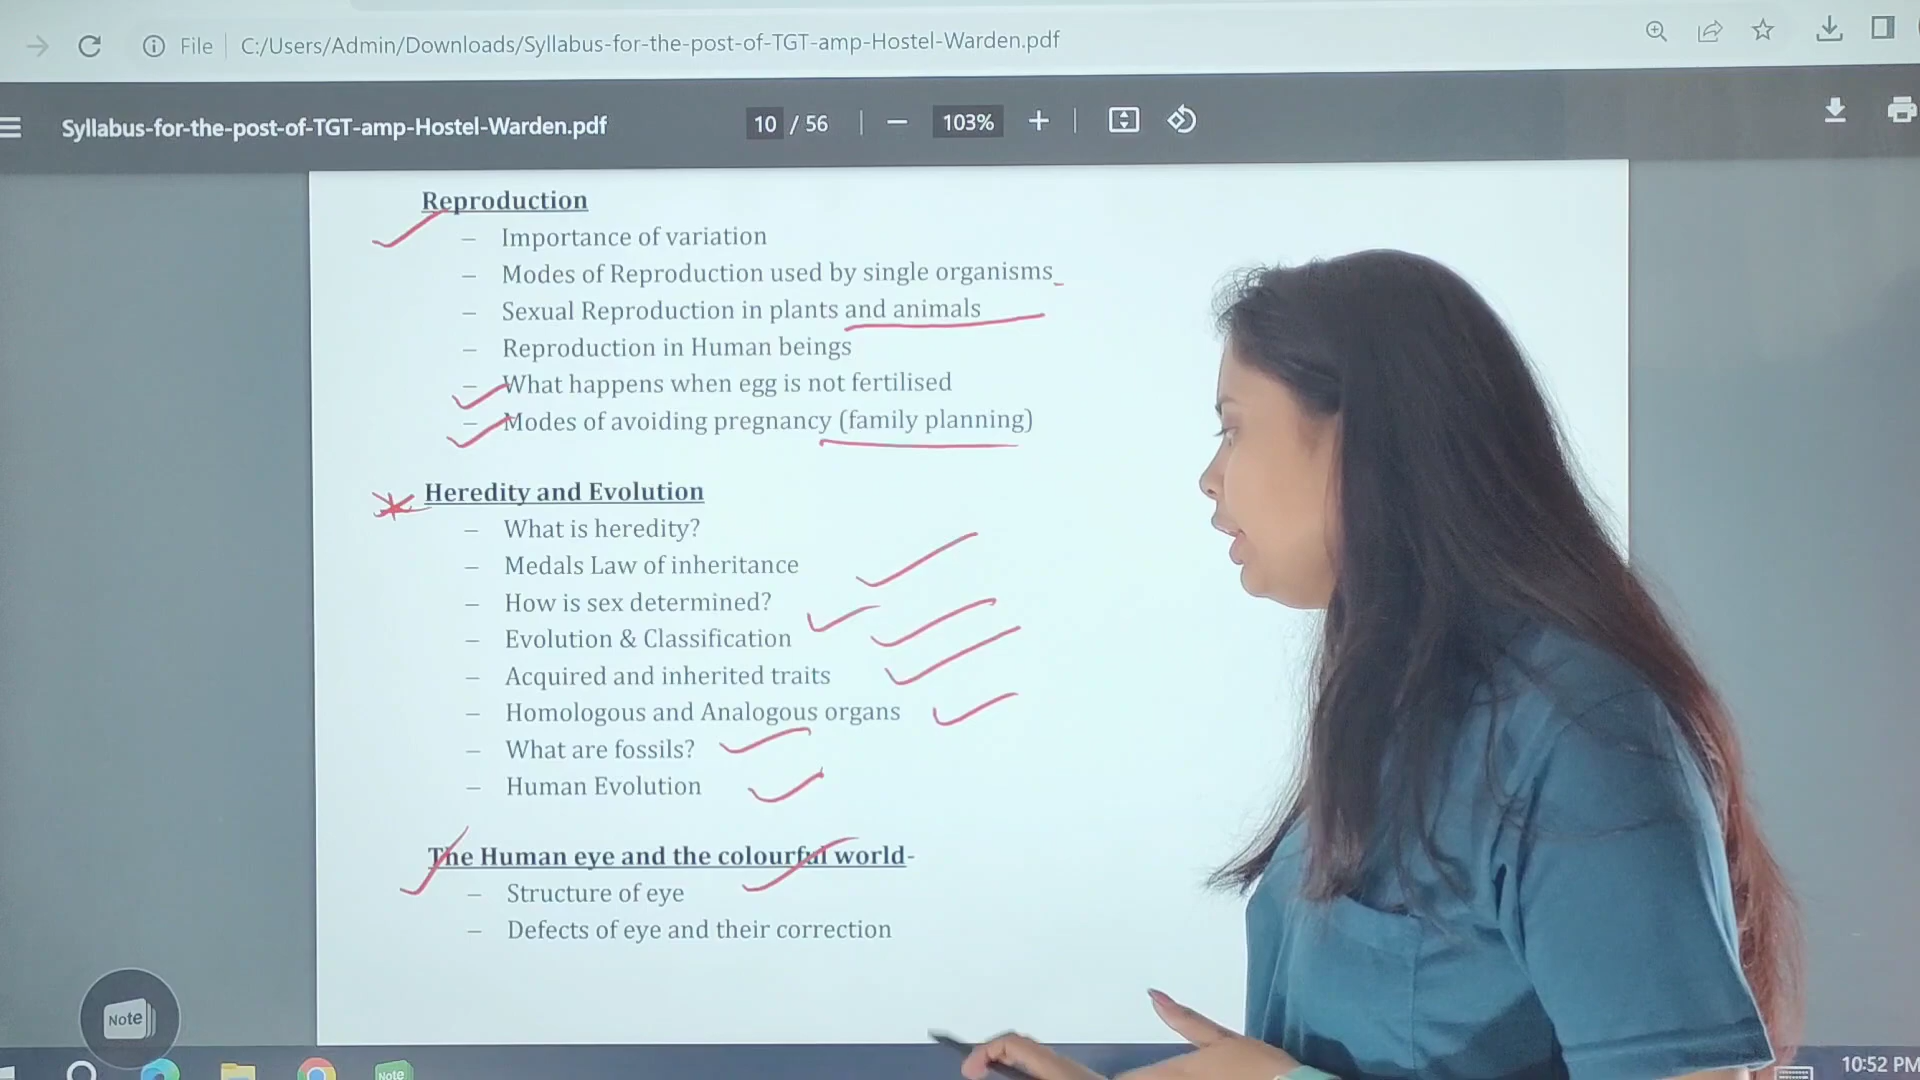 File C:/Users/Admin/Downloads/Syllabus-for-the-post-of-TGT-amp-Hostel-Warden.pdf
Syllabus-for-the-post-of-TGT-amp-Hostel-Warden.pdf 10 / 56 103%
Reproduction
– Importance of variation
– Modes of Reproduction used by single organisms
– Sexual Reproduction in plants and animals
– Reproduction in Human beings
– What happens when egg is not fertilised
– Modes of avoiding pregnancy (family planning)
Heredity and Evolution
– What is heredity?
– Medals Law of inheritance
– How is sex determined?
– Evolution & Classification
– Acquired and inherited traits
– Homologous and Analogous organs
– What are fossils?
– Human Evolution
The Human eye and the colourful world-
– Structure of eye
– Defects of eye and their correction
Note
Note
10:52 PM